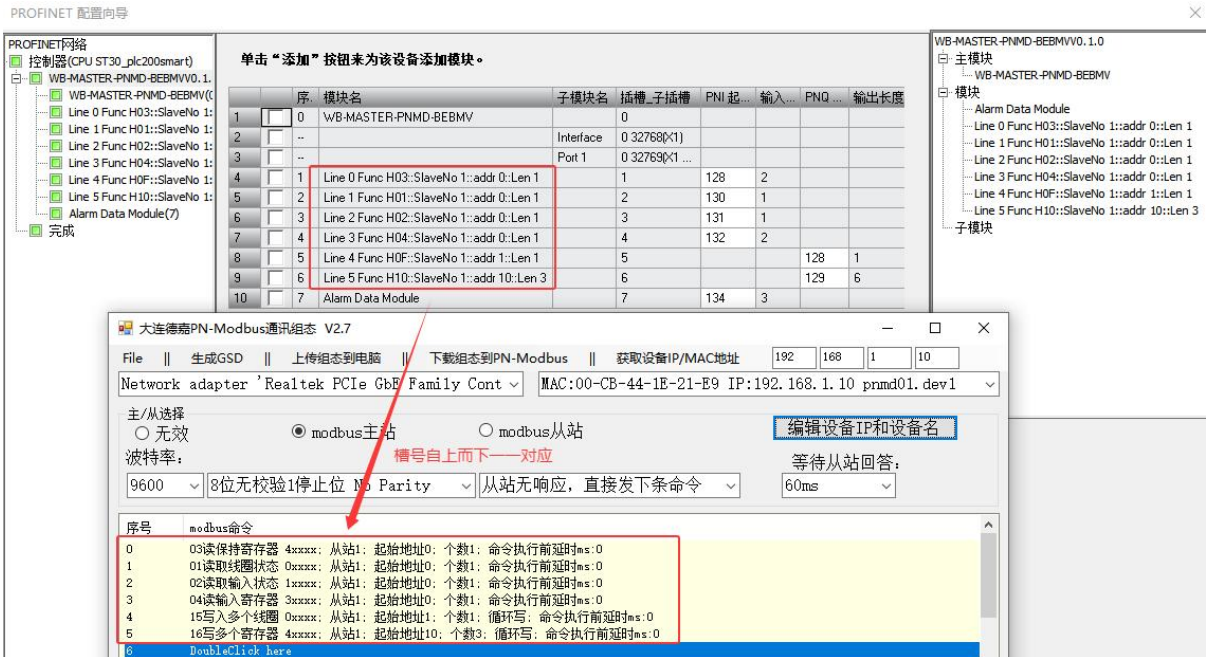 PROFINET 配置向导
PROFINET网络
控制器(CPU ST30_plc200smart)
WB-MASTER-PNMD-BEBMVV0.1.
WB-MASTER-PNMD-BEBMV(0
Line 0 Func H03::SlaveNo 1:
Line 1 Func H01::SlaveNo 1:
Line 2 Func H02::SlaveNo 1:
Line 3 Func H04::SlaveNo 1:
Line 4 Func H0F::SlaveNo 1:
Line 5 Func H10::SlaveNo 1:
Alarm Data Module(7)
完成
单击“添加”按钮来为该设备添加模块。
序. 模块名 子模块名 插槽_子插槽 PNI 起... 输入... PNQ ... 输出长度
1 0 WB-MASTER-PNMD-BEBMV 0
2 -- Interface 0 32768(X1)
3 -- Port 1 0 32769(X1 ...
4 1 Line 0 Func H03::SlaveNo 1::addr 0::Len 1 1 128 2
5 2 Line 1 Func H01::SlaveNo 1::addr 0::Len 1 2 130 1
6 3 Line 2 Func H02::SlaveNo 1::addr 0::Len 1 3 131 1
7 4 Line 3 Func H04::SlaveNo 1::addr 0::Len 1 4 132 2
8 5 Line 4 Func H0F::SlaveNo 1::addr 1::Len 1 5 128 1
9 6 Line 5 Func H10::SlaveNo 1::addr 10::Len 3 6 129 6
10 7 Alarm Data Module 7 134 3
WB-MASTER-PNMD-BEBMVV0.1.0
主模块
WB-MASTER-PNMD-BEBMV
模块
Alarm Data Module
Line 0 Func H03::SlaveNo 1::addr 0::Len 1
Line 1 Func H01::SlaveNo 1::addr 0::Len 1
Line 2 Func H02::SlaveNo 1::addr 0::Len 1
Line 3 Func H04::SlaveNo 1::addr 0::Len 1
Line 4 Func H0F::SlaveNo 1::addr 1::Len 1
Line 5 Func H10::SlaveNo 1::addr 10::Len 3
子模块
大连德嘉PN-Modbus通讯组态 V2.7
File || 生成GSD || 上传组态到电脑 || 下载组态到PN-Modbus || 获取设备IP/MAC地址 192 168 1 10
Network adapter 'Realtek PCIe GbE Family Cont MAC:00-CB-44-1E-21-E9 IP:192.168.1.10 pnmd01.dev1
主/从选择
无效 modbus主站 modbus从站 编辑设备IP和设备名
波特率: 槽号自上而下一一对应 等待从站回答:
9600 8位无校验1停止位 No Parity 从站无响应, 直接发下条命令 60ms
序号 modbus命令
0 03读保持寄存器 4xxxx; 从站1; 起始地址0; 个数1; 命令执行前延时ms:0
1 01读取线圈状态 0xxxx; 从站1; 起始地址0; 个数1; 命令执行前延时ms:0
2 02读取输入状态 1xxxx; 从站1; 起始地址0; 个数1; 命令执行前延时ms:0
3 04读输入寄存器 3xxxx; 从站1; 起始地址0; 个数1; 命令执行前延时ms:0
4 15写入多个线圈 0xxxx; 从站1; 起始地址1; 个数1; 循环写; 命令执行前延时ms:0
5 16写多个寄存器 4xxxx; 从站1; 起始地址10; 个数3; 循环写; 命令执行前延时ms:0
6 DoubleClick here